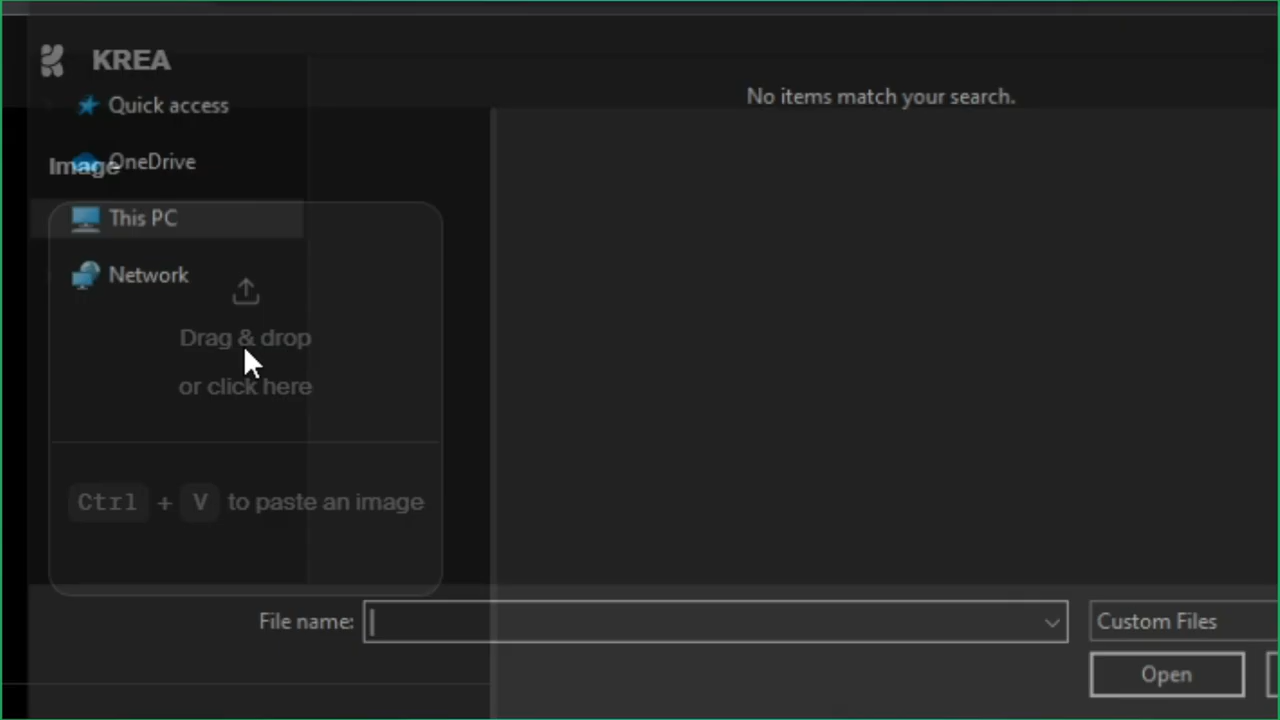 KREA
No items match your search.
Quick access
OneDrive
Image
This PC
Network
Drag & drop
or click here
Ctrl + V to paste an image
File name:
Custom Files
Open